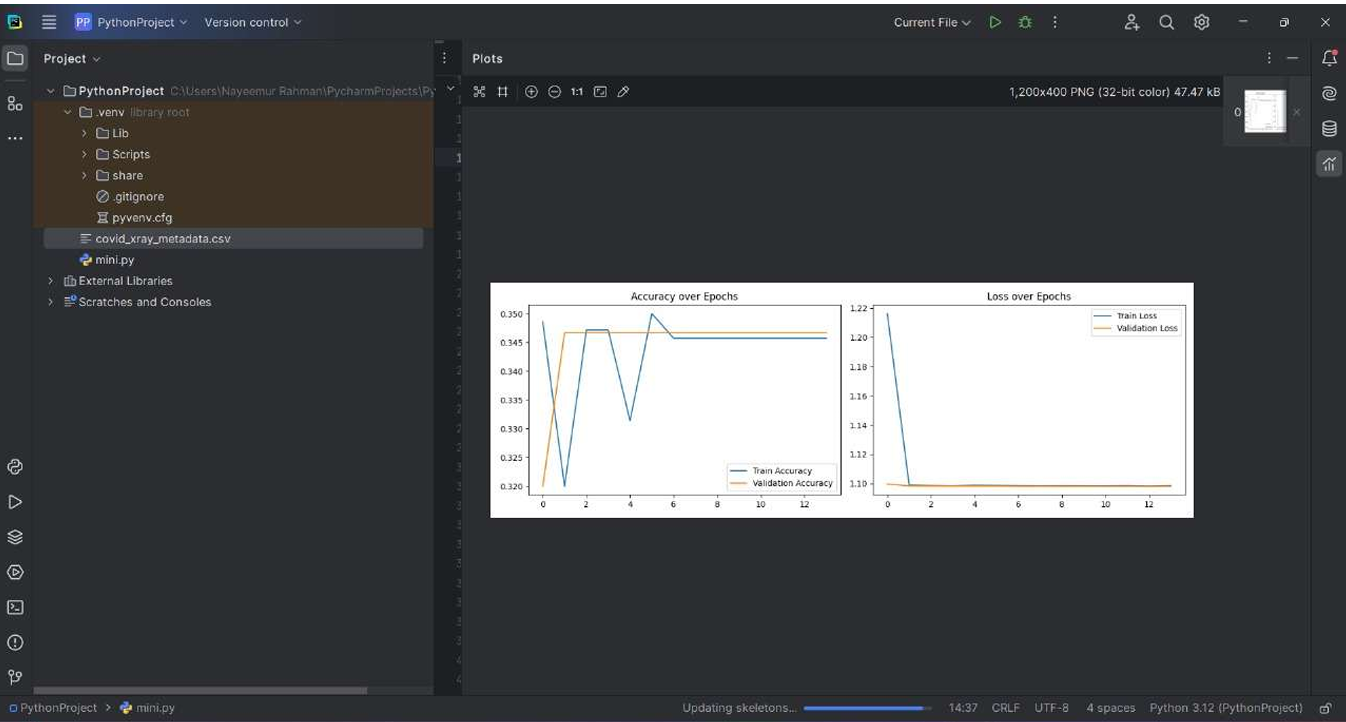 PP PythonProject Version control Current File
Project
Plots
PythonProject C:\Users\Nayeemur Rahman\PycharmProjects\Py
1:1 1,200x400 PNG (32-bit color) 47.47 kB
.venv library root
0
Lib
Scripts
share
.gitignore
pyvenv.cfg
covid_xray_metadata.csv
mini.py
External Libraries
Scratches and Consoles
Accuracy over Epochs
0.350
0.345
0.340
0.335
0.330
0.325
0.320
Train Accuracy
Validation Accuracy
0 2 4 6 8 10 12
Loss over Epochs
1.22
1.20
1.18
1.16
1.14
1.12
1.10
Train Loss
Validation Loss
0 2 4 6 8 10 12
PythonProject > mini.py Updating skeletons... 14:37 CRLF UTF-8 4 spaces Python 3.12 (PythonProject)